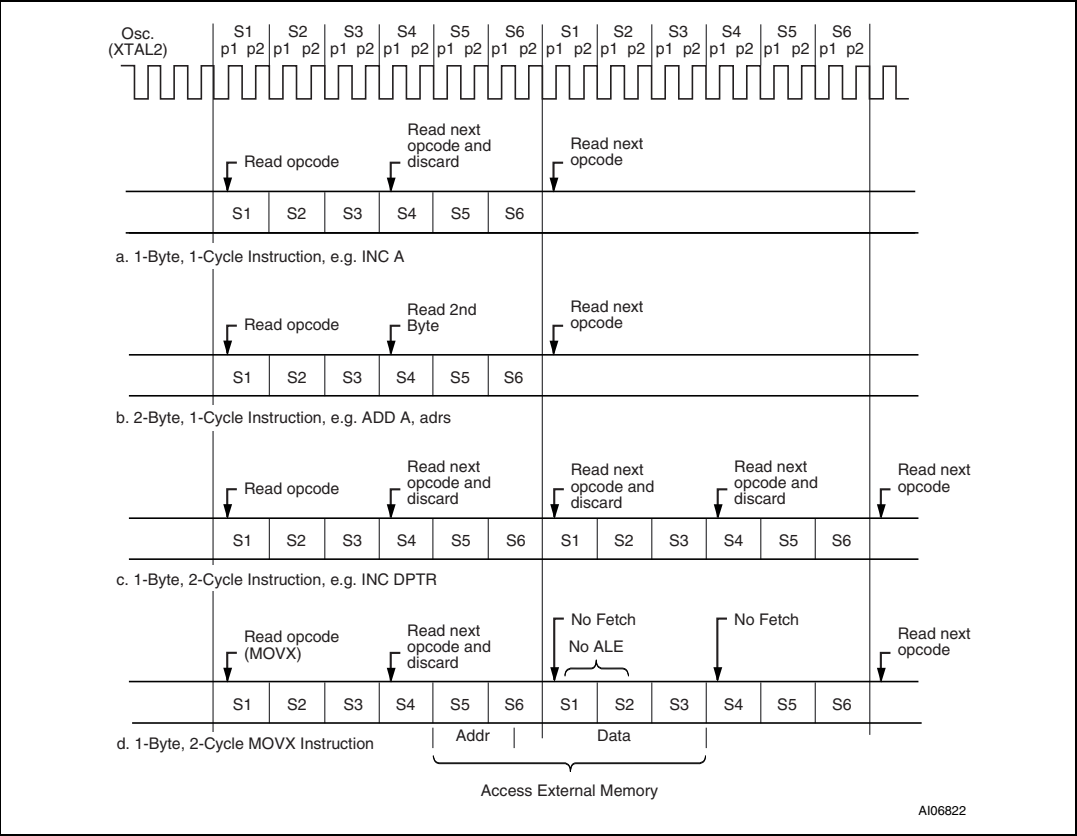 Osc.
(XTAL2)
S1 S2 S3 S4 S5 S6 S1 S2 S3 S4 S5 S6
p1 p2 p1 p2 p1 p2 p1 p2 p1 p2 p1 p2 p1 p2 p1 p2 p1 p2 p1 p2 p1 p2 p1 p2
Read opcode
Read next
opcode and
discard
Read next
opcode
S1 S2 S3 S4 S5 S6
a. 1-Byte, 1-Cycle Instruction, e.g. INC A
Read opcode
Read 2nd
Byte
Read next
opcode
S1 S2 S3 S4 S5 S6
b. 2-Byte, 1-Cycle Instruction, e.g. ADD A, adrs
Read opcode
Read next
opcode and
discard
Read next
opcode and
discard
Read next
opcode and
discard
Read next
opcode
S1 S2 S3 S4 S5 S6 S1 S2 S3 S4 S5 S6
c. 1-Byte, 2-Cycle Instruction, e.g. INC DPTR
Read opcode
(MOVX)
Read next
opcode and
discard
No Fetch
No ALE
No Fetch
Read next
opcode
S1 S2 S3 S4 S5 S6 S1 S2 S3 S4 S5 S6
d. 1-Byte, 2-Cycle MOVX Instruction
Addr
Data
Access External Memory
AI06822